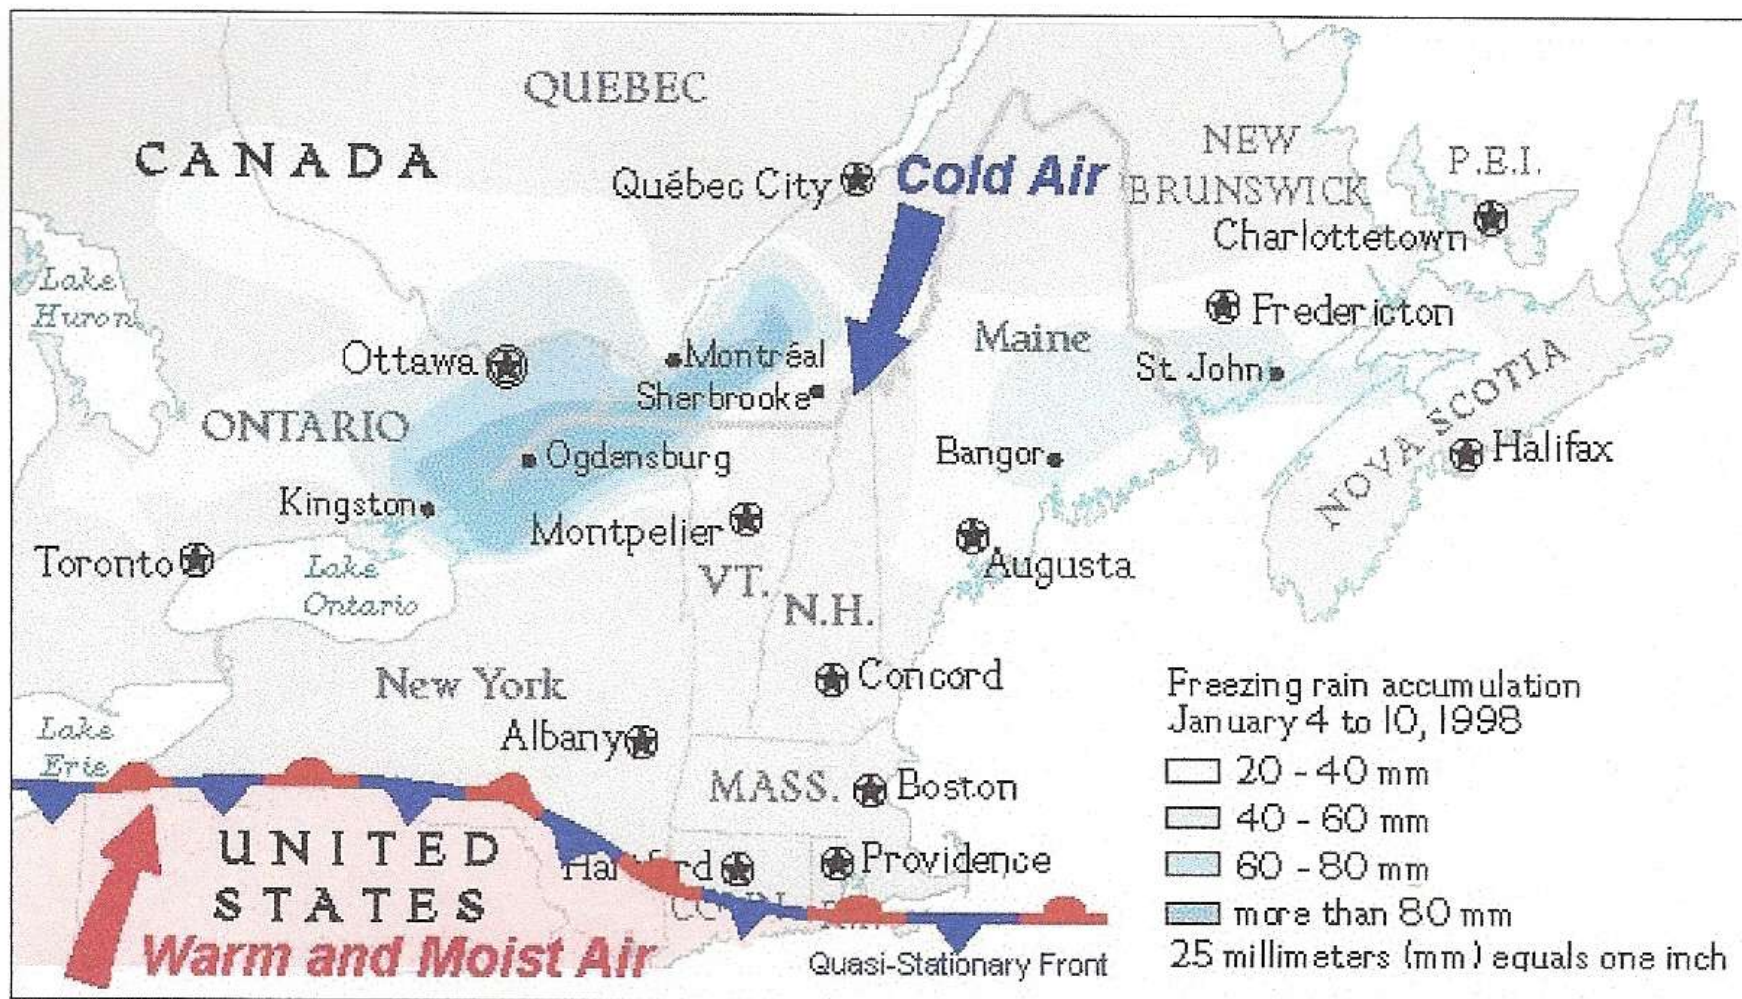 QUEBEC
CANADA
Québec City
Cold Air
NEW
BRUNSWICK
P.E.I.
Charlottetown
Lake
Huron
Fredericton
Maine
Ottawa
Montréal
Sherbrooke
St. John
ONTARIO
NOVA SCOTIA
Ogdensburg
Bangor
Halifax
Kingston
Montpelier
Augusta
Toronto
Lake
Ontario
VT.
N.H.
New York
Concord
Albany
Lake
Erie
MASS.
Boston
UNITED
STATES
Providence
Warm and Moist Air
Quasi-Stationary Front
Freezing rain accumulation
January 4 to 10, 1998
20 - 40 mm
40 - 60 mm
60 - 80 mm
more than 80 mm
25 millimeters (mm) equals one inch